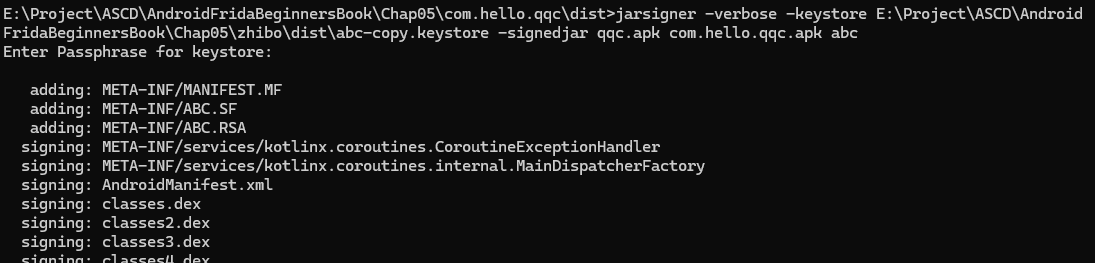 E:\Project\ASCD\AndroidFridaBeginnersBook\Chap05\com.hello.qqc\dist>jarsigner -verbose -keystore E:\Project\ASCD\Android
FridaBeginnersBook\Chap05\zhibo\dist\abc-copy.keystore -signedjar qqc.apk com.hello.qqc.apk abc
Enter Passphrase for keystore:
adding: META-INF/MANIFEST.MF
adding: META-INF/ABC.SF
adding: META-INF/ABC.RSA
signing: META-INF/services/kotlinx.coroutines.CoroutineExceptionHandler
signing: META-INF/services/kotlinx.coroutines.internal.MainDispatcherFactory
signing: AndroidManifest.xml
signing: classes.dex
signing: classes2.dex
signing: classes3.dex
signing: classes4.dex